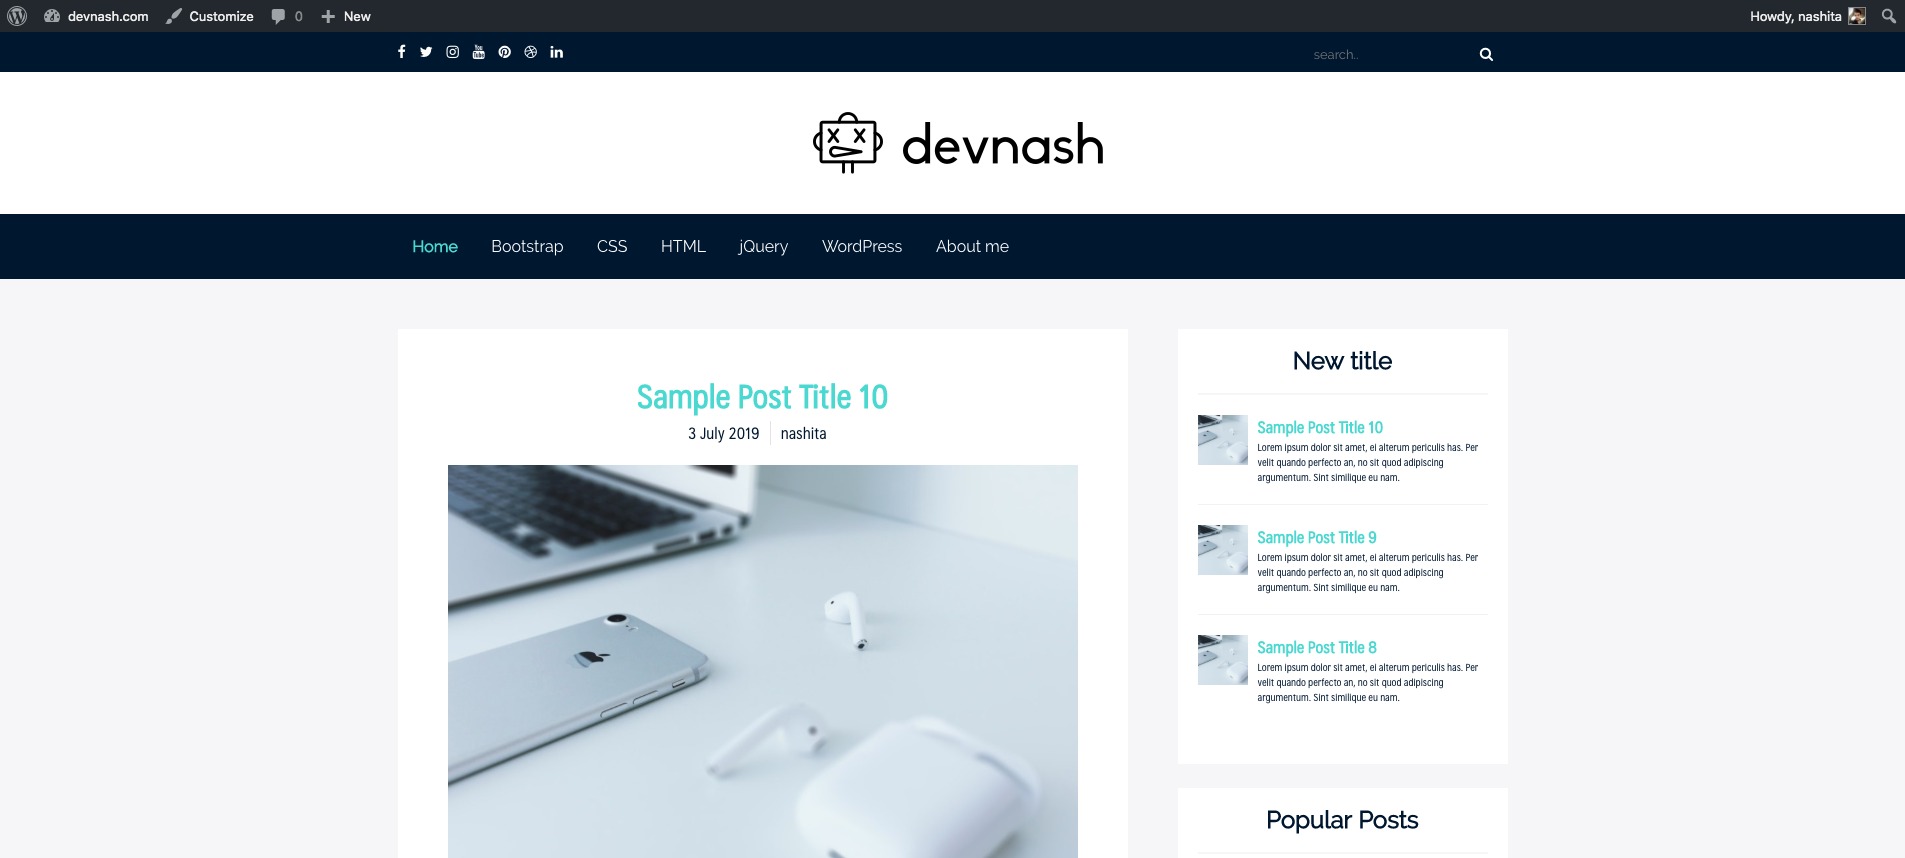 devnash.com Customize 0 New Howdy, nashita
search..
devnash
Home Bootstrap CSS HTML jQuery WordPress About me
Sample Post Title 10
3 July 2019 nashita
New title
Sample Post Title 10
Lorem ipsum dolor sit amet, ei alterum periculis has. Per
velit quando perfecto an, no sit quod adipiscing
argumentum. Sint similique eu nam.
Sample Post Title 9
Lorem ipsum dolor sit amet, ei alterum periculis has. Per
velit quando perfecto an, no sit quod adipiscing
argumentum. Sint similique eu nam.
Sample Post Title 8
Lorem ipsum dolor sit amet, ei alterum periculis has. Per
velit quando perfecto an, no sit quod adipiscing
argumentum. Sint similique eu nam.
Popular Posts